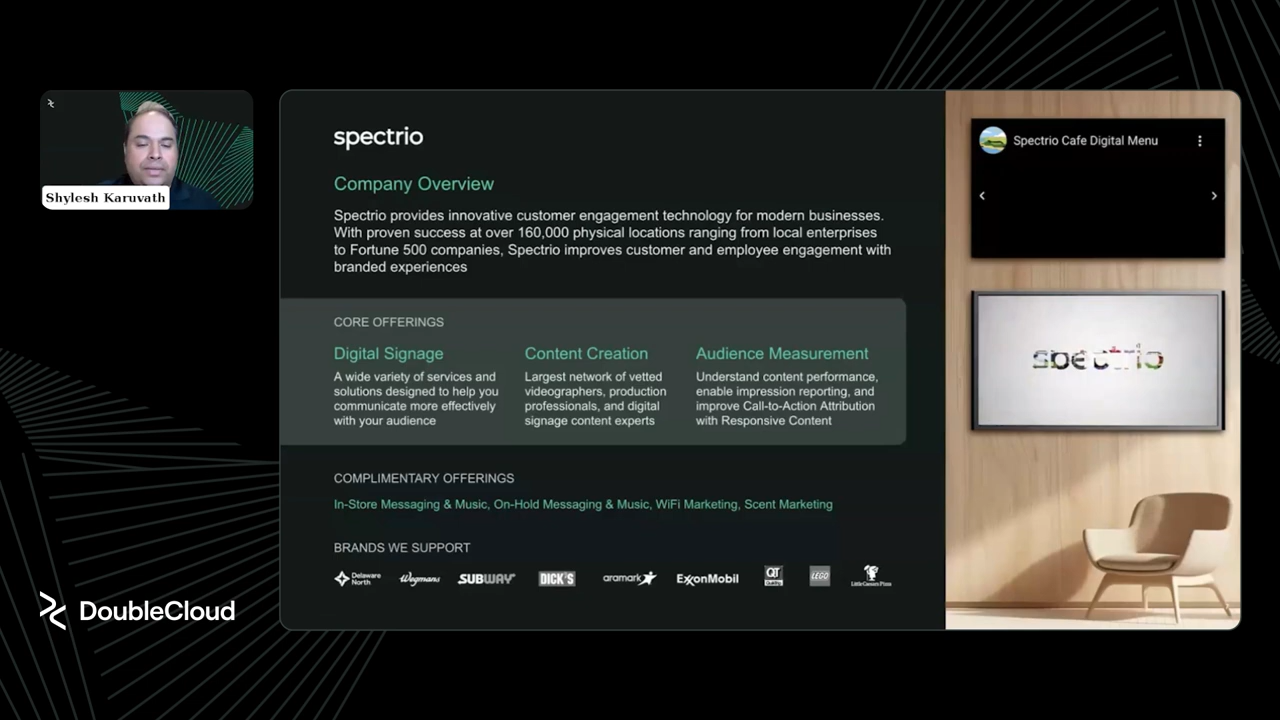 Shylesh Karuvath
DoubleCloud
spectrio
Company Overview
Spectrio provides innovative customer engagement technology for modern businesses.
With proven success at over 160,000 physical locations ranging from local enterprises
to Fortune 500 companies, Spectrio improves customer and employee engagement with
branded experiences
CORE OFFERINGS
Digital Signage
A wide variety of services and
solutions designed to help you
communicate more effectively
with your audience
Content Creation
Largest network of vetted
videographers, production
professionals, and digital
signage content experts
Audience Measurement
Understand content performance,
enable impression reporting, and
improve Call-to-Action Attribution
with Responsive Content
COMPLIMENTARY OFFERINGS
In-Store Messaging & Music, On-Hold Messaging & Music, WiFi Marketing, Scent Marketing
BRANDS WE SUPPORT
Delaware
North
Wegmans
SUBWAY
DICK'S
aramark
ExxonMobil
QT
LEGO
Little Caesars Pizza
Spectrio Cafe Digital Menu
spectrio